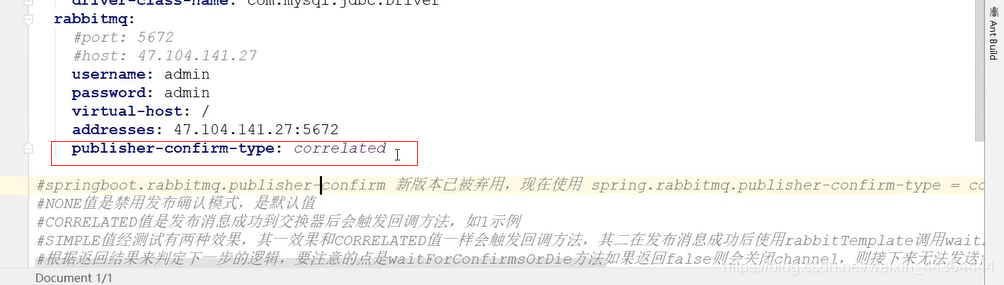 driver-class-name: com.mysql.jdbc.Driver
rabbitmq:
#port: 5672
#host: 47.104.141.27
username: admin
password: admin
virtual-host: /
addresses: 47.104.141.27:5672
publisher-confirm-type: correlated
#springboot.rabbitmq.publisher-confirm 新版本已被弃用，现在使用 spring.rabbitmq.publisher-confirm-type = co
#NONE值是禁用发布确认模式，是默认值
#CORRELATED值是发布消息成功到交换器后会触发回调方法，如1示例
#SIMPLE值经测试有两种效果，其一效果和CORRELATED值一样会触发回调方法，其二在发布消息成功后使用rabbitTemplate调用wait
#根据返回结果来判定下一步的逻辑，要注意的点是waitForConfirmsOrDie方法如果返回false则会关闭channel，则接下来无法发送
Document 1/1
Ant Build